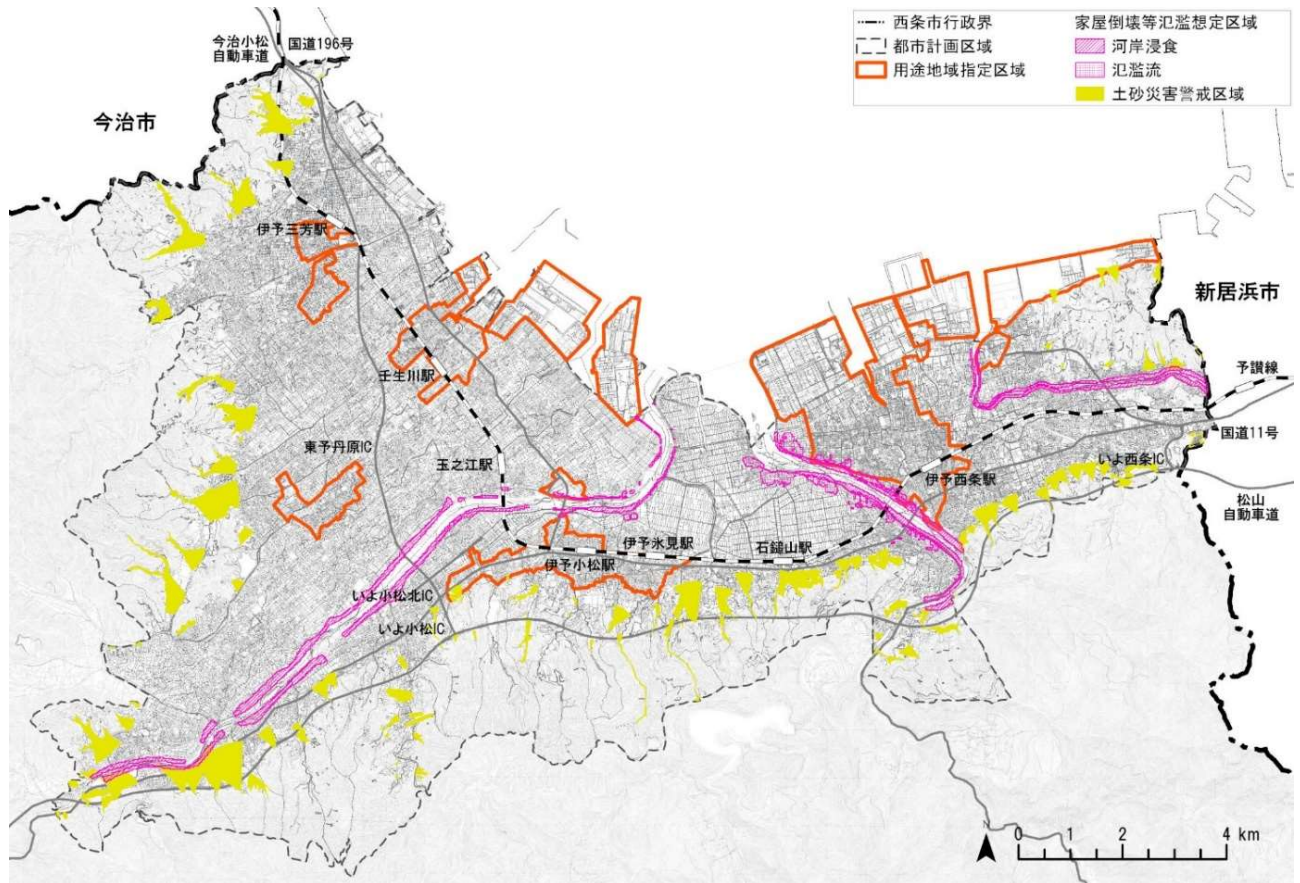 西条市行政界
都市計画区域
用途地域指定区域
家屋倒壊等氾濫想定区域
河岸浸食
氾濫流
土砂災害警戒区域
今治小松
自動車道
国道196号
今治市
伊予三芳駅
新居浜市
壬生川駅
予讃線
国道11号
東予丹原IC
玉之江駅
いよ西条IC
伊予西条駅
松山
自動車道
伊予氷見駅
石鎚山駅
伊予小松駅
いよ小松北IC
いよ小松IC
N
0 1 2 4 km